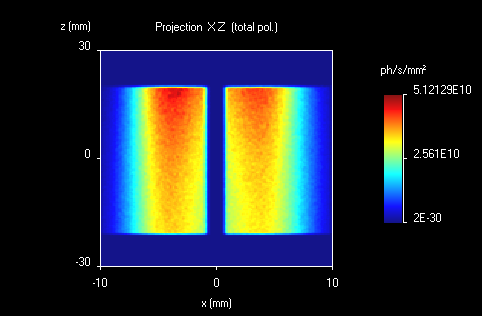 z (mm)
Projection XZ (total pol.)
30
0
-30
-10
0
10
x (mm)
ph/s/mm²
5.12129E10
2.561E10
2E-30